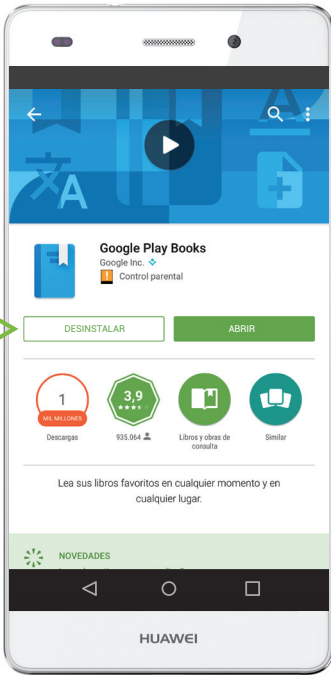 Google Play Books
Google Inc.
Control parental
DESINSTALAR
ABRIR
1
MIL MILLONES
Descargas
3,9
935.064
Libros y obras de
consulta
Similar
Lea sus libros favoritos en cualquier momento y en
cualquier lugar.
NOVEDADES
HUAWEI